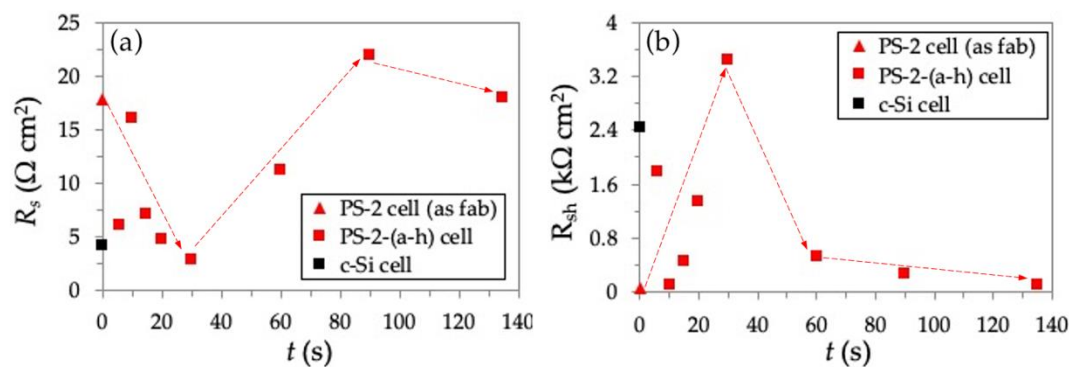 (a)
25
20
15
10
5
0
R_s (Ω cm²)
PS-2 cell (as fab)
PS-2-(a-h) cell
c-Si cell
0 20 40 60 80 100 120 140
t (s)
(b)
4
3.2
2.4
1.6
0.8
0
R_sh (kΩ cm²)
PS-2 cell (as fab)
PS-2-(a-h) cell
c-Si cell
0 20 40 60 80 100 120 140
t (s)